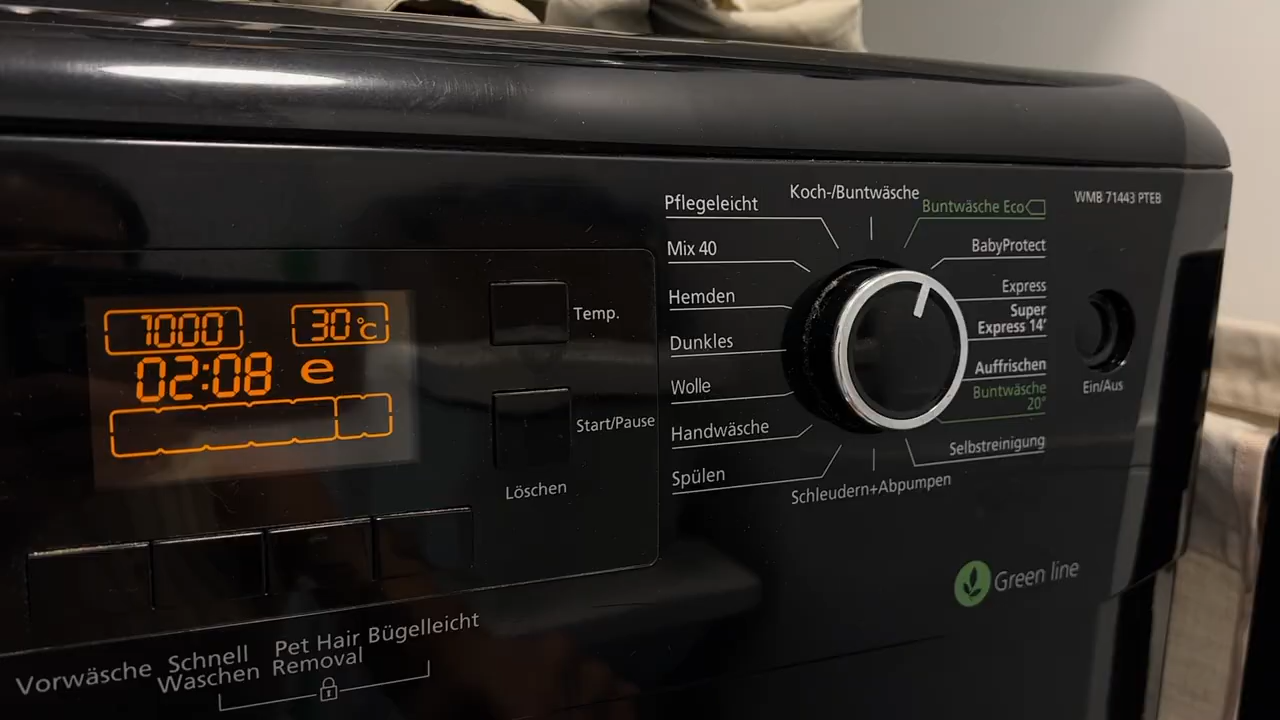 Koch-/Buntwäsche
Pflegeleicht
Buntwäsche Eco
WMB 71443 PTEB
Mix 40
BabyProtect
Hemden
Express
Super
Express 14'
Dunkles
Auffrischen
Wolle
Buntwäsche
20°
Handwäsche
Selbstreinigung
Spülen
Schleudern+Abpumpen
Ein/Aus
1000
30°C
02:08 e
Temp.
Start/Pause
Löschen
Green line
Vorwäsche
Schnell
Waschen
Pet Hair
Removal
Bügelleicht